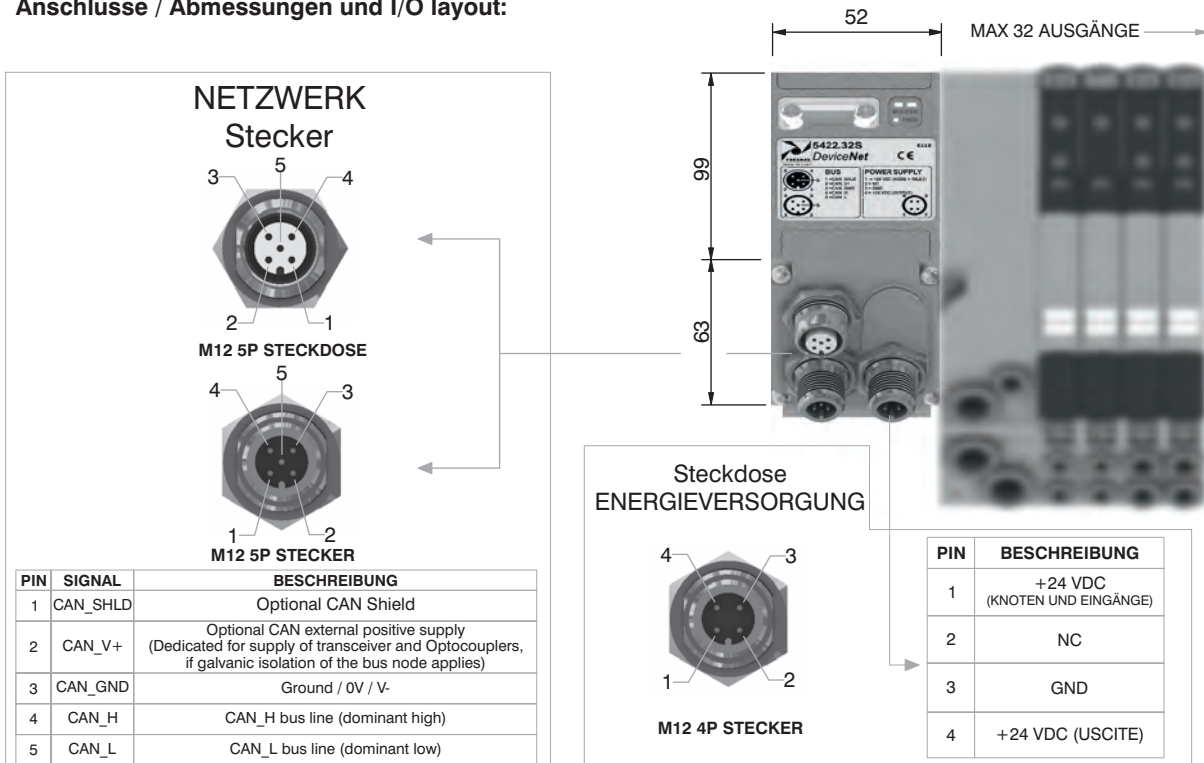 Anschlüsse / Abmessungen und I/O layout:
52
MAX 32 AUSGÄNGE
99
63
NETZWERK
Stecker
5
3
4
2
1
M12 5P STECKDOSE
5
4
3
1
2
M12 5P STECKER
PIN SIGNAL BESCHREIBUNG
1 CAN_SHLD Optional CAN Shield
2 CAN_V+ Optional CAN external positive supply
(Dedicated for supply of transceiver and Optocouplers,
if galvanic isolation of the bus node applies)
3 CAN_GND Ground / 0V / V-
4 CAN_H CAN_H bus line (dominant high)
5 CAN_L CAN_L bus line (dominant low)
5422.32S
DeviceNet
CE
BUS
POWER SUPPLY
Steckdose
ENERGIEVERSORGUNG
4
3
1
2
M12 4P STECKER
PIN BESCHREIBUNG
1 +24 VDC
(KNOTEN UND EINGÄNGE)
2 NC
3 GND
4 +24 VDC (USCITE)